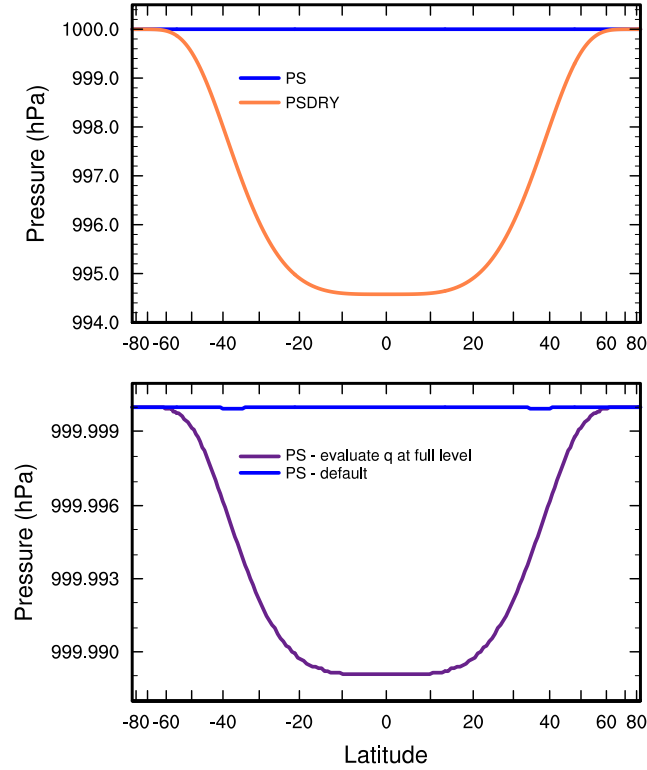 1000.0
999.0
998.0
997.0
996.0
995.0
994.0
Pressure (hPa)
PS
PSDRY
-80 -60 -40 -20 0 20 40 60 80
999.999
999.996
999.993
999.990
Pressure (hPa)
PS - evaluate q at full level
PS - default
-80 -60 -40 -20 0 20 40 60 80
Latitude